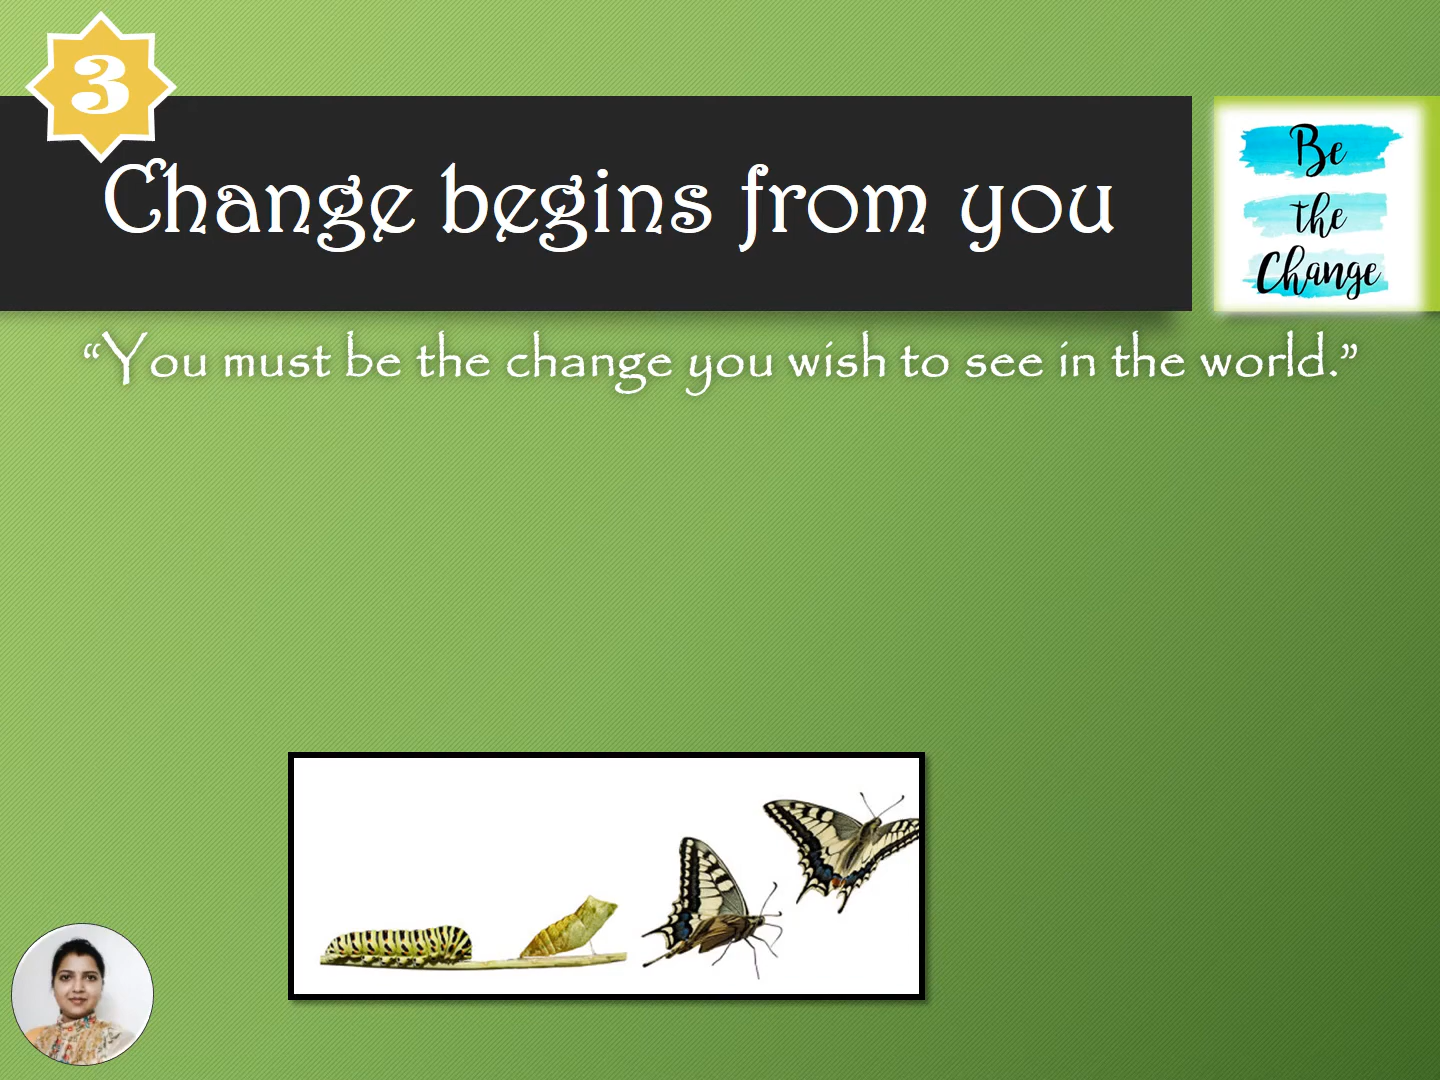 3
Change begins from you
Be
the
Change
“You must be the change you wish to see in the world.”